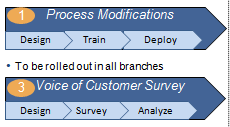 1 Process Modifications
Design Train Deploy
• To be rolled out in all branches
3 Voice of Customer Survey
Design Survey Analyze